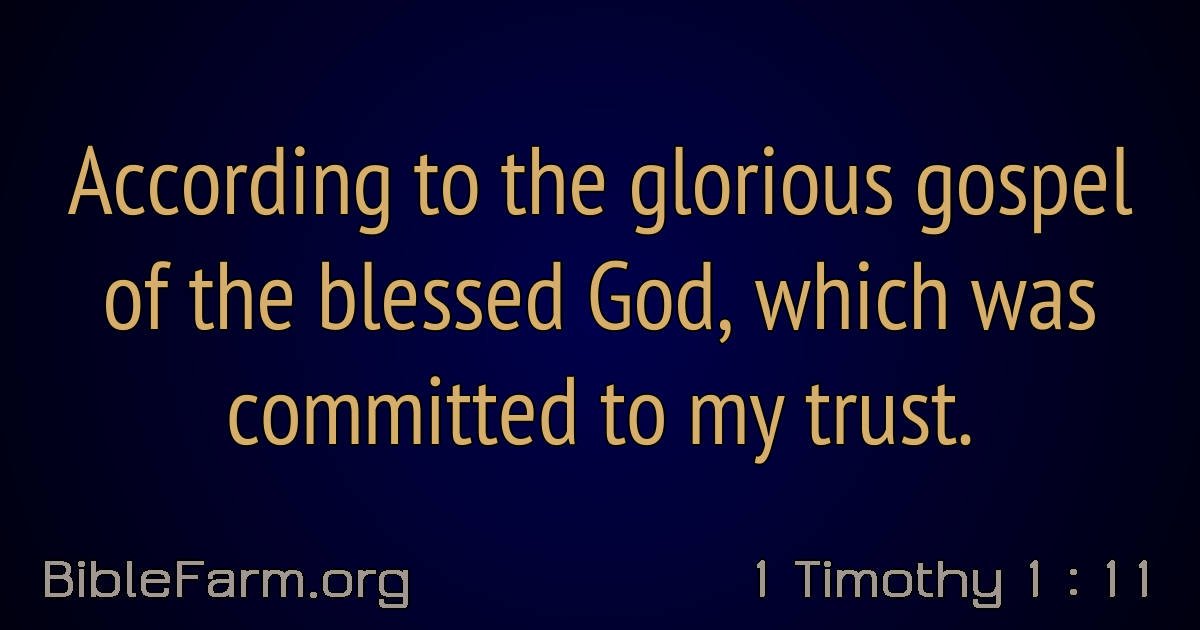 According to the glorious gospel
of the blessed God, which was
committed to my trust.
BibleFarm.org
1 Timothy 1 : 11